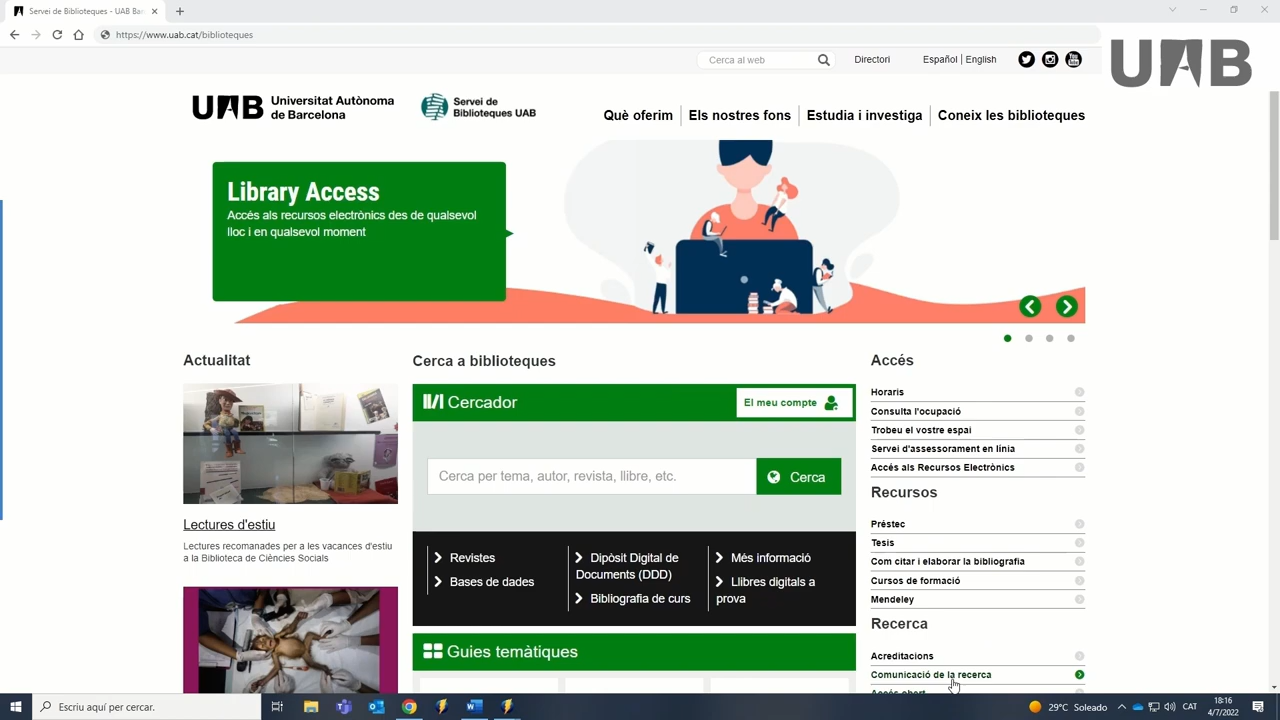 Servei de Biblioteques - UAB Bar
https://www.uab.cat/biblioteques
Cerca al web
Directori
Español | English
UAB
UAB Universitat Autònoma
de Barcelona
Servei de
Biblioteques UAB
Què oferim
Els nostres fons
Estudia i investiga
Coneix les biblioteques
Library Access
Accés als recursos electrònics des de qualsevol
lloc i en qualsevol moment
Actualitat
Lectures d'estiu
Lectures recomanades per a les vacances d'estiu
a la Biblioteca de Ciències Socials
Cerca a biblioteques
Cercador
El meu compte
Cerca per tema, autor, revista, llibre, etc.
Cerca
Revistes
Bases de dades
Dipòsit Digital de
Documents (DDD)
Bibliografia de curs
Més informació
Llibres digitals a
prova
Guies temàtiques
Accés
Horaris
Consulta l'ocupació
Trobeu el vostre espai
Servei d'assessorament en línia
Accés als Recursos Electrònics
Recursos
Préstec
Tesis
Com citar i elaborar la bibliografia
Cursos de formació
Mendeley
Recerca
Acreditacions
Comunicació de la recerca
Accés obert
Escriu aquí per cercar.
29°C Soleado
CAT
18:16
4/7/2022